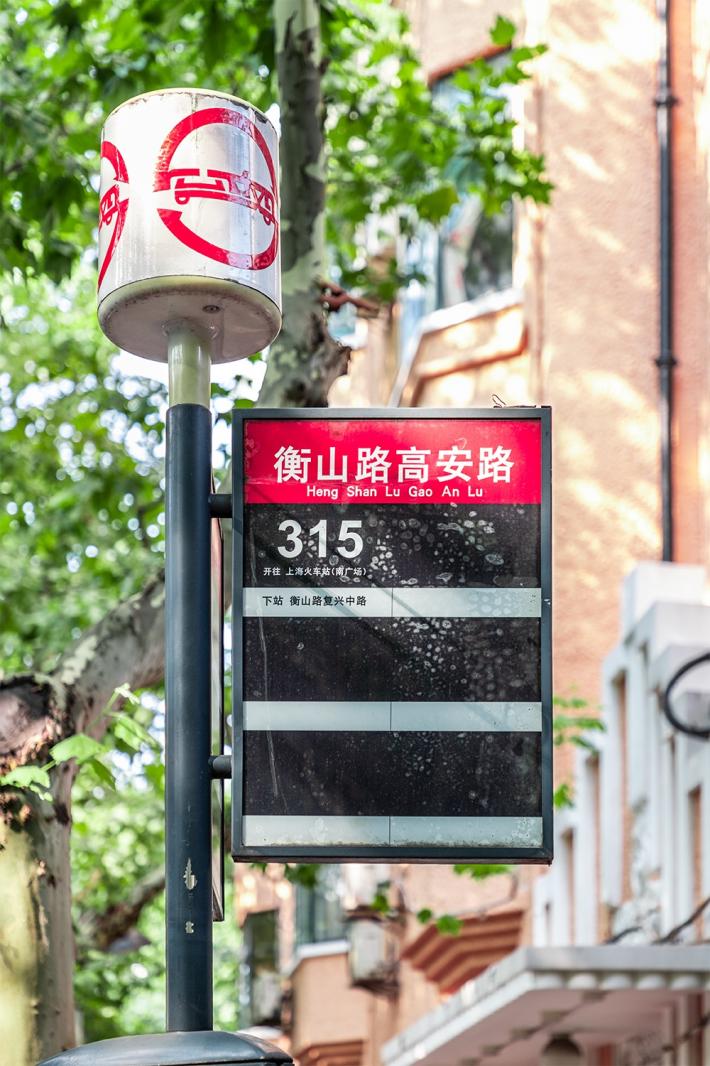 衡山路高安路
Heng Shan Lu Gao An Lu
315
开往 上海火车站(南广场)
下站 衡山路复兴中路